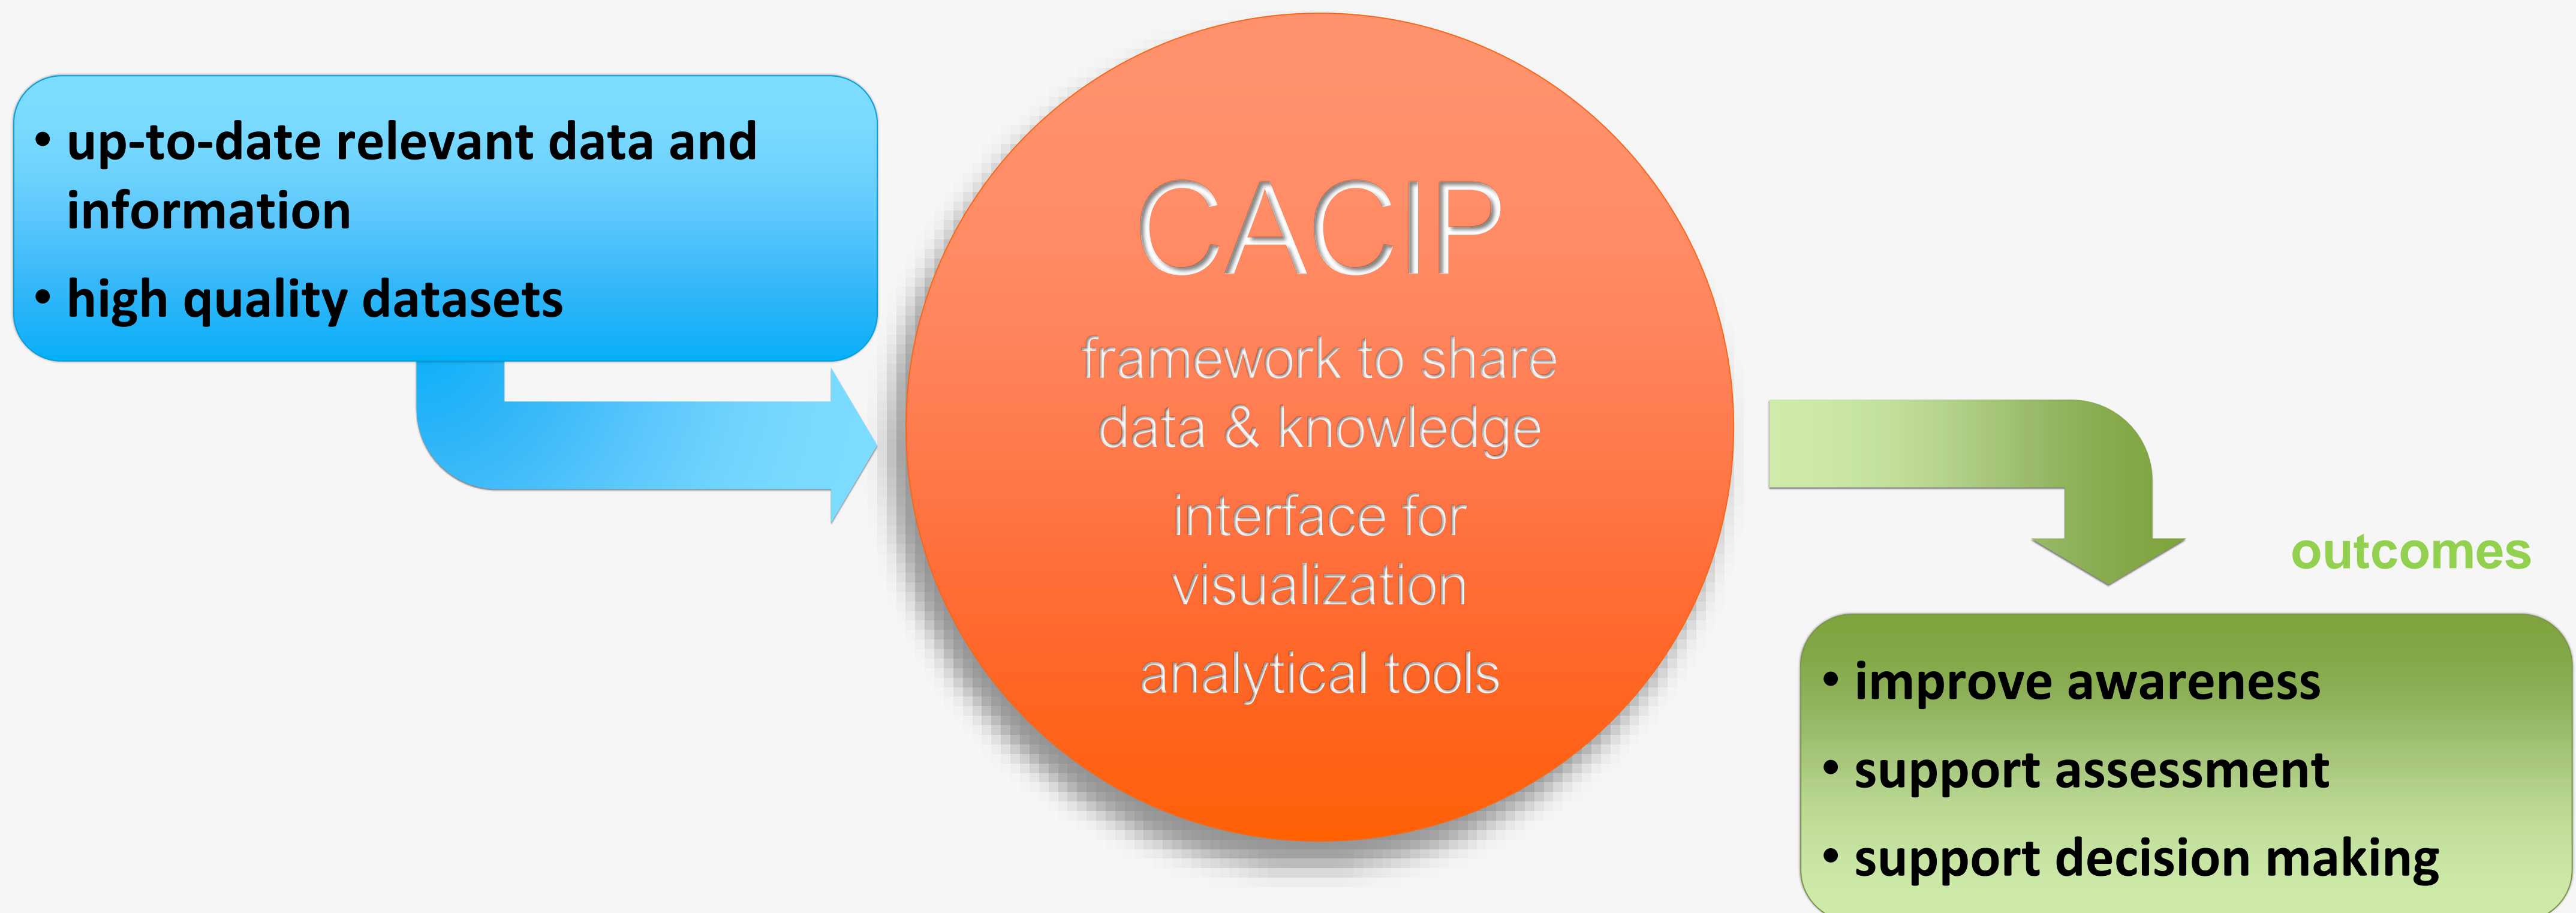 • up-to-date relevant data and
information
• high quality datasets
CACIP
framework to share
data & knowledge
interface for
visualization
analytical tools
outcomes
• improve awareness
• support assessment
• support decision making